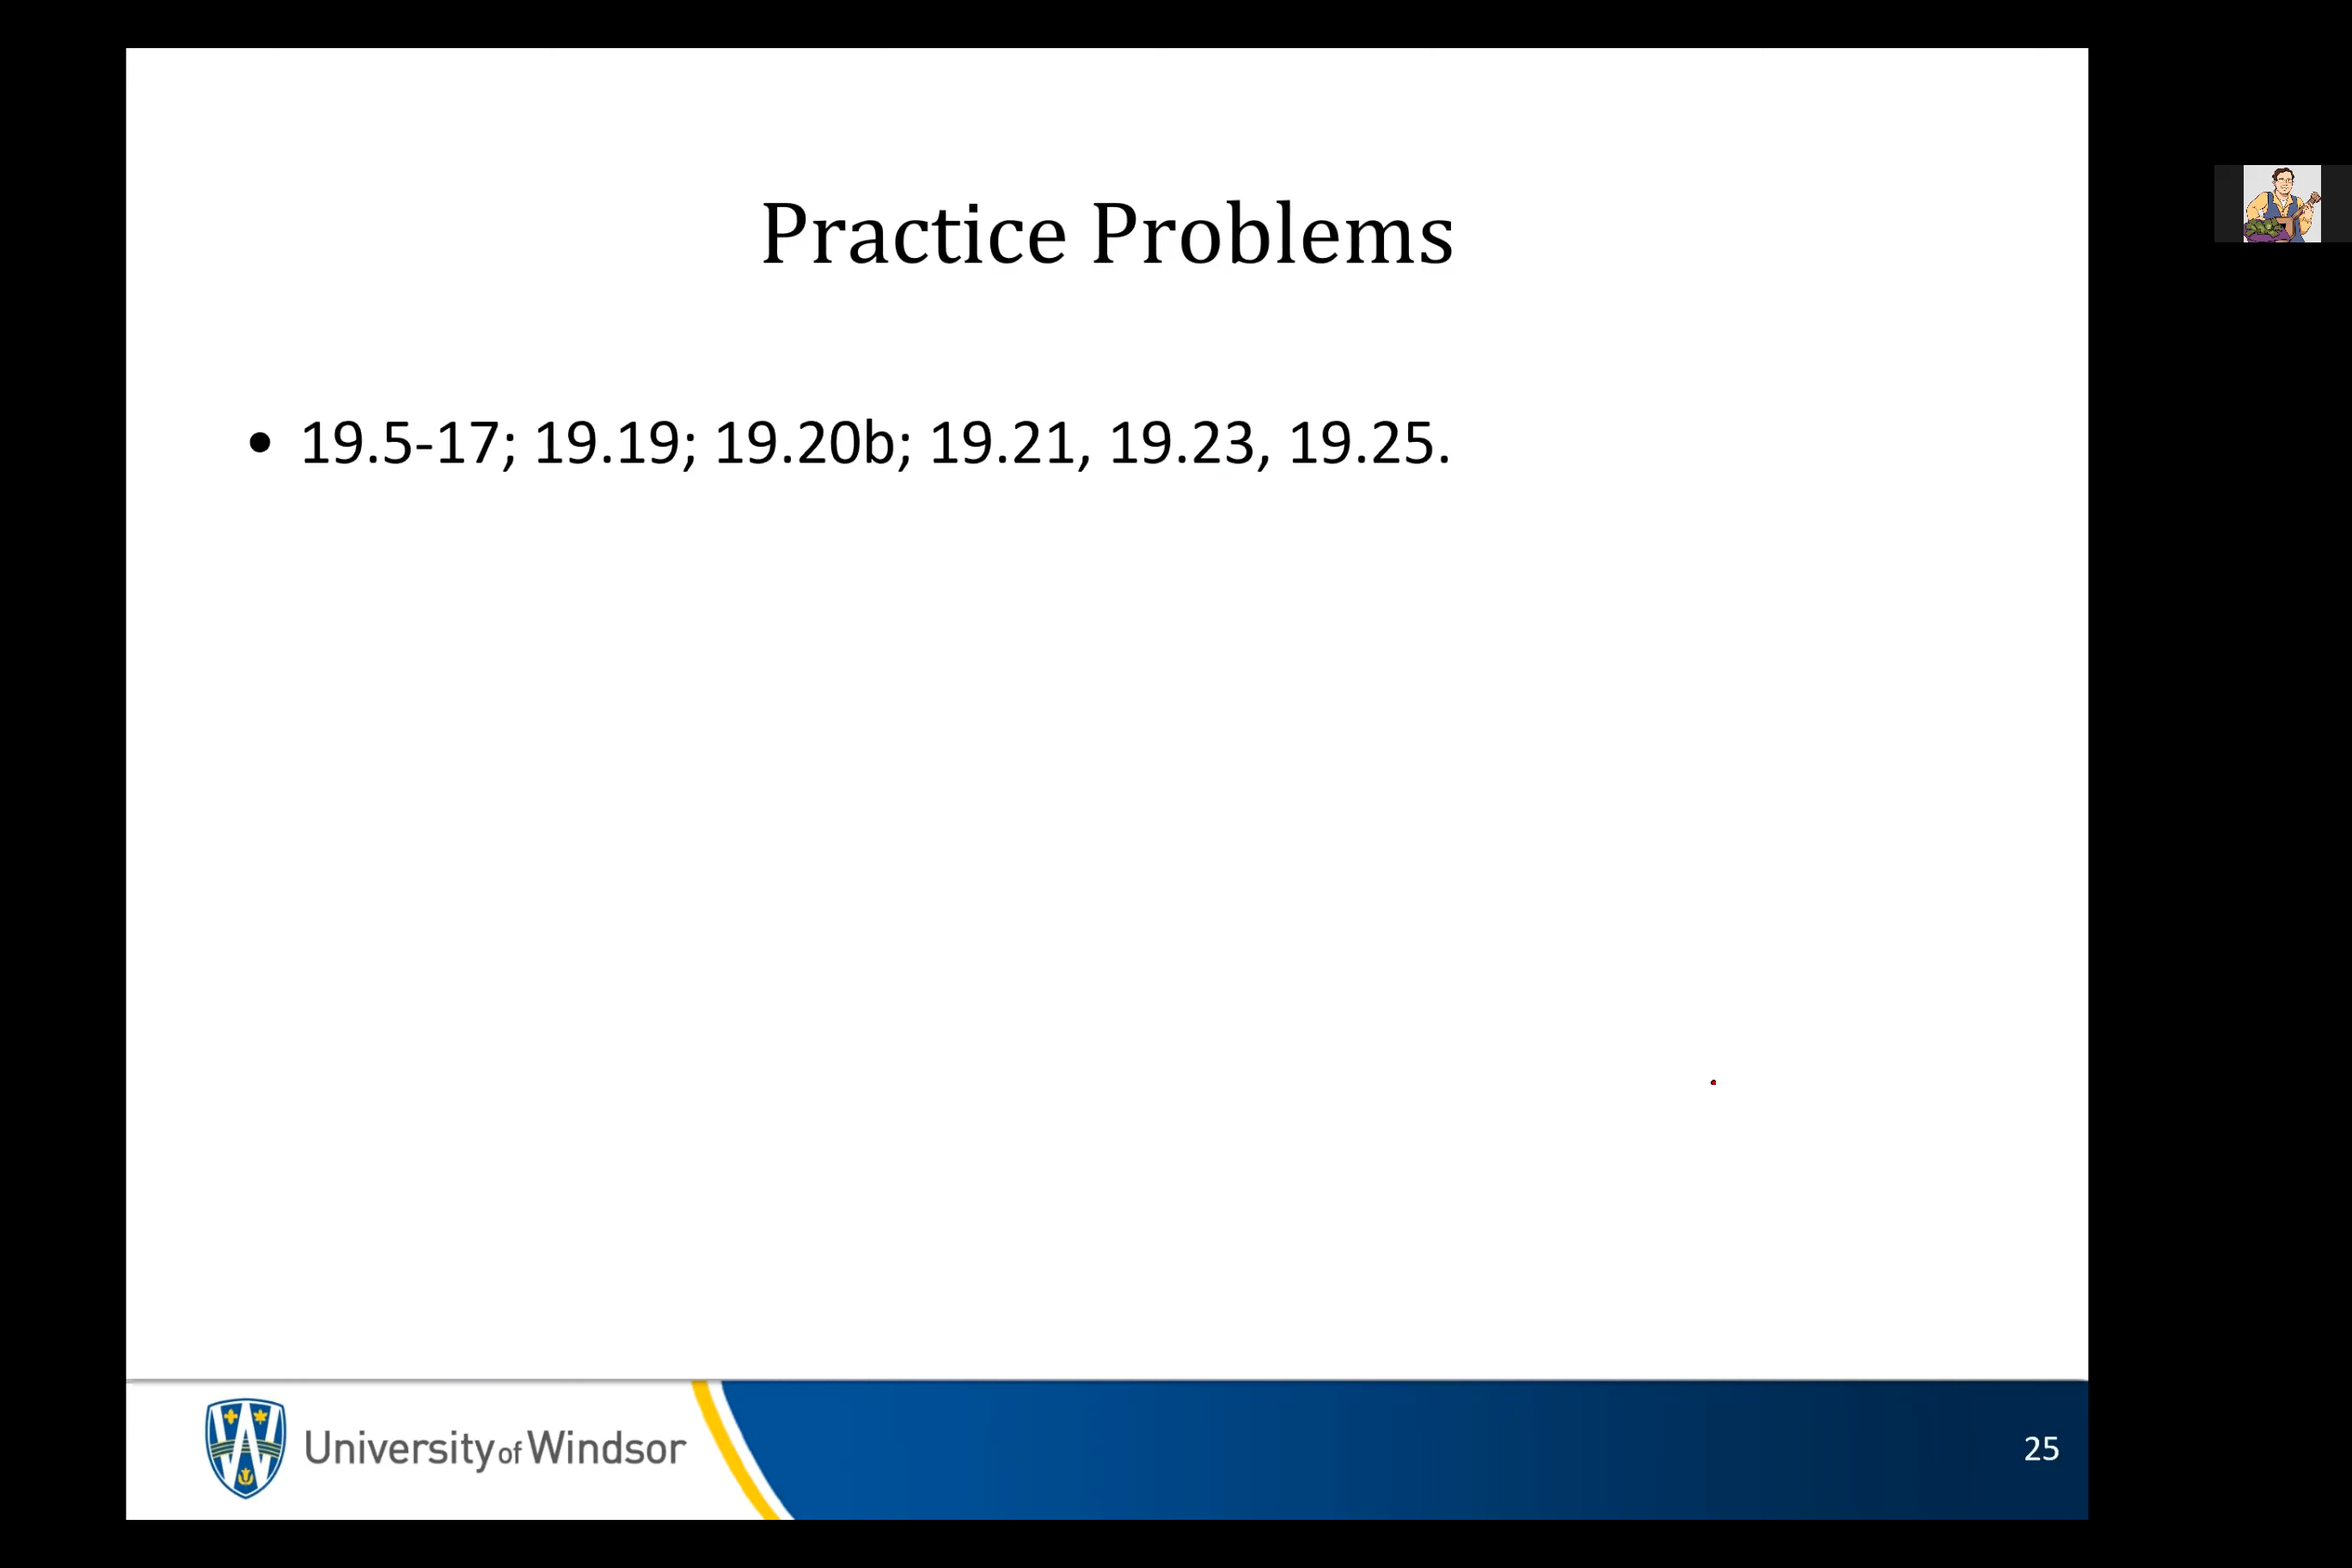 Practice Problems
• 19.5-17; 19.19; 19.20b; 19.21, 19.23, 19.25.
University of Windsor
25